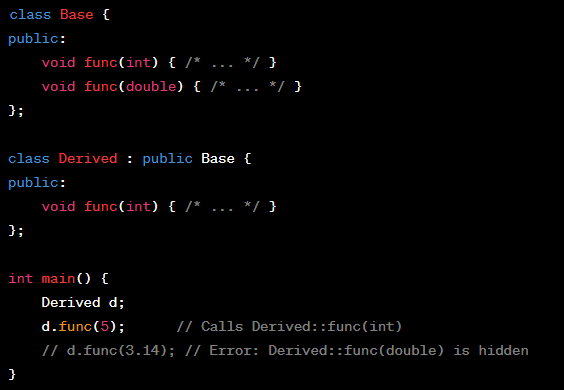 class Base {
public:
    void func(int) { /* ... */ }
    void func(double) { /* ... */ }
};

class Derived : public Base {
public:
    void func(int) { /* ... */ }
};

int main() {
    Derived d;
    d.func(5);      // Calls Derived::func(int)
    // d.func(3.14); // Error: Derived::func(double) is hidden
}